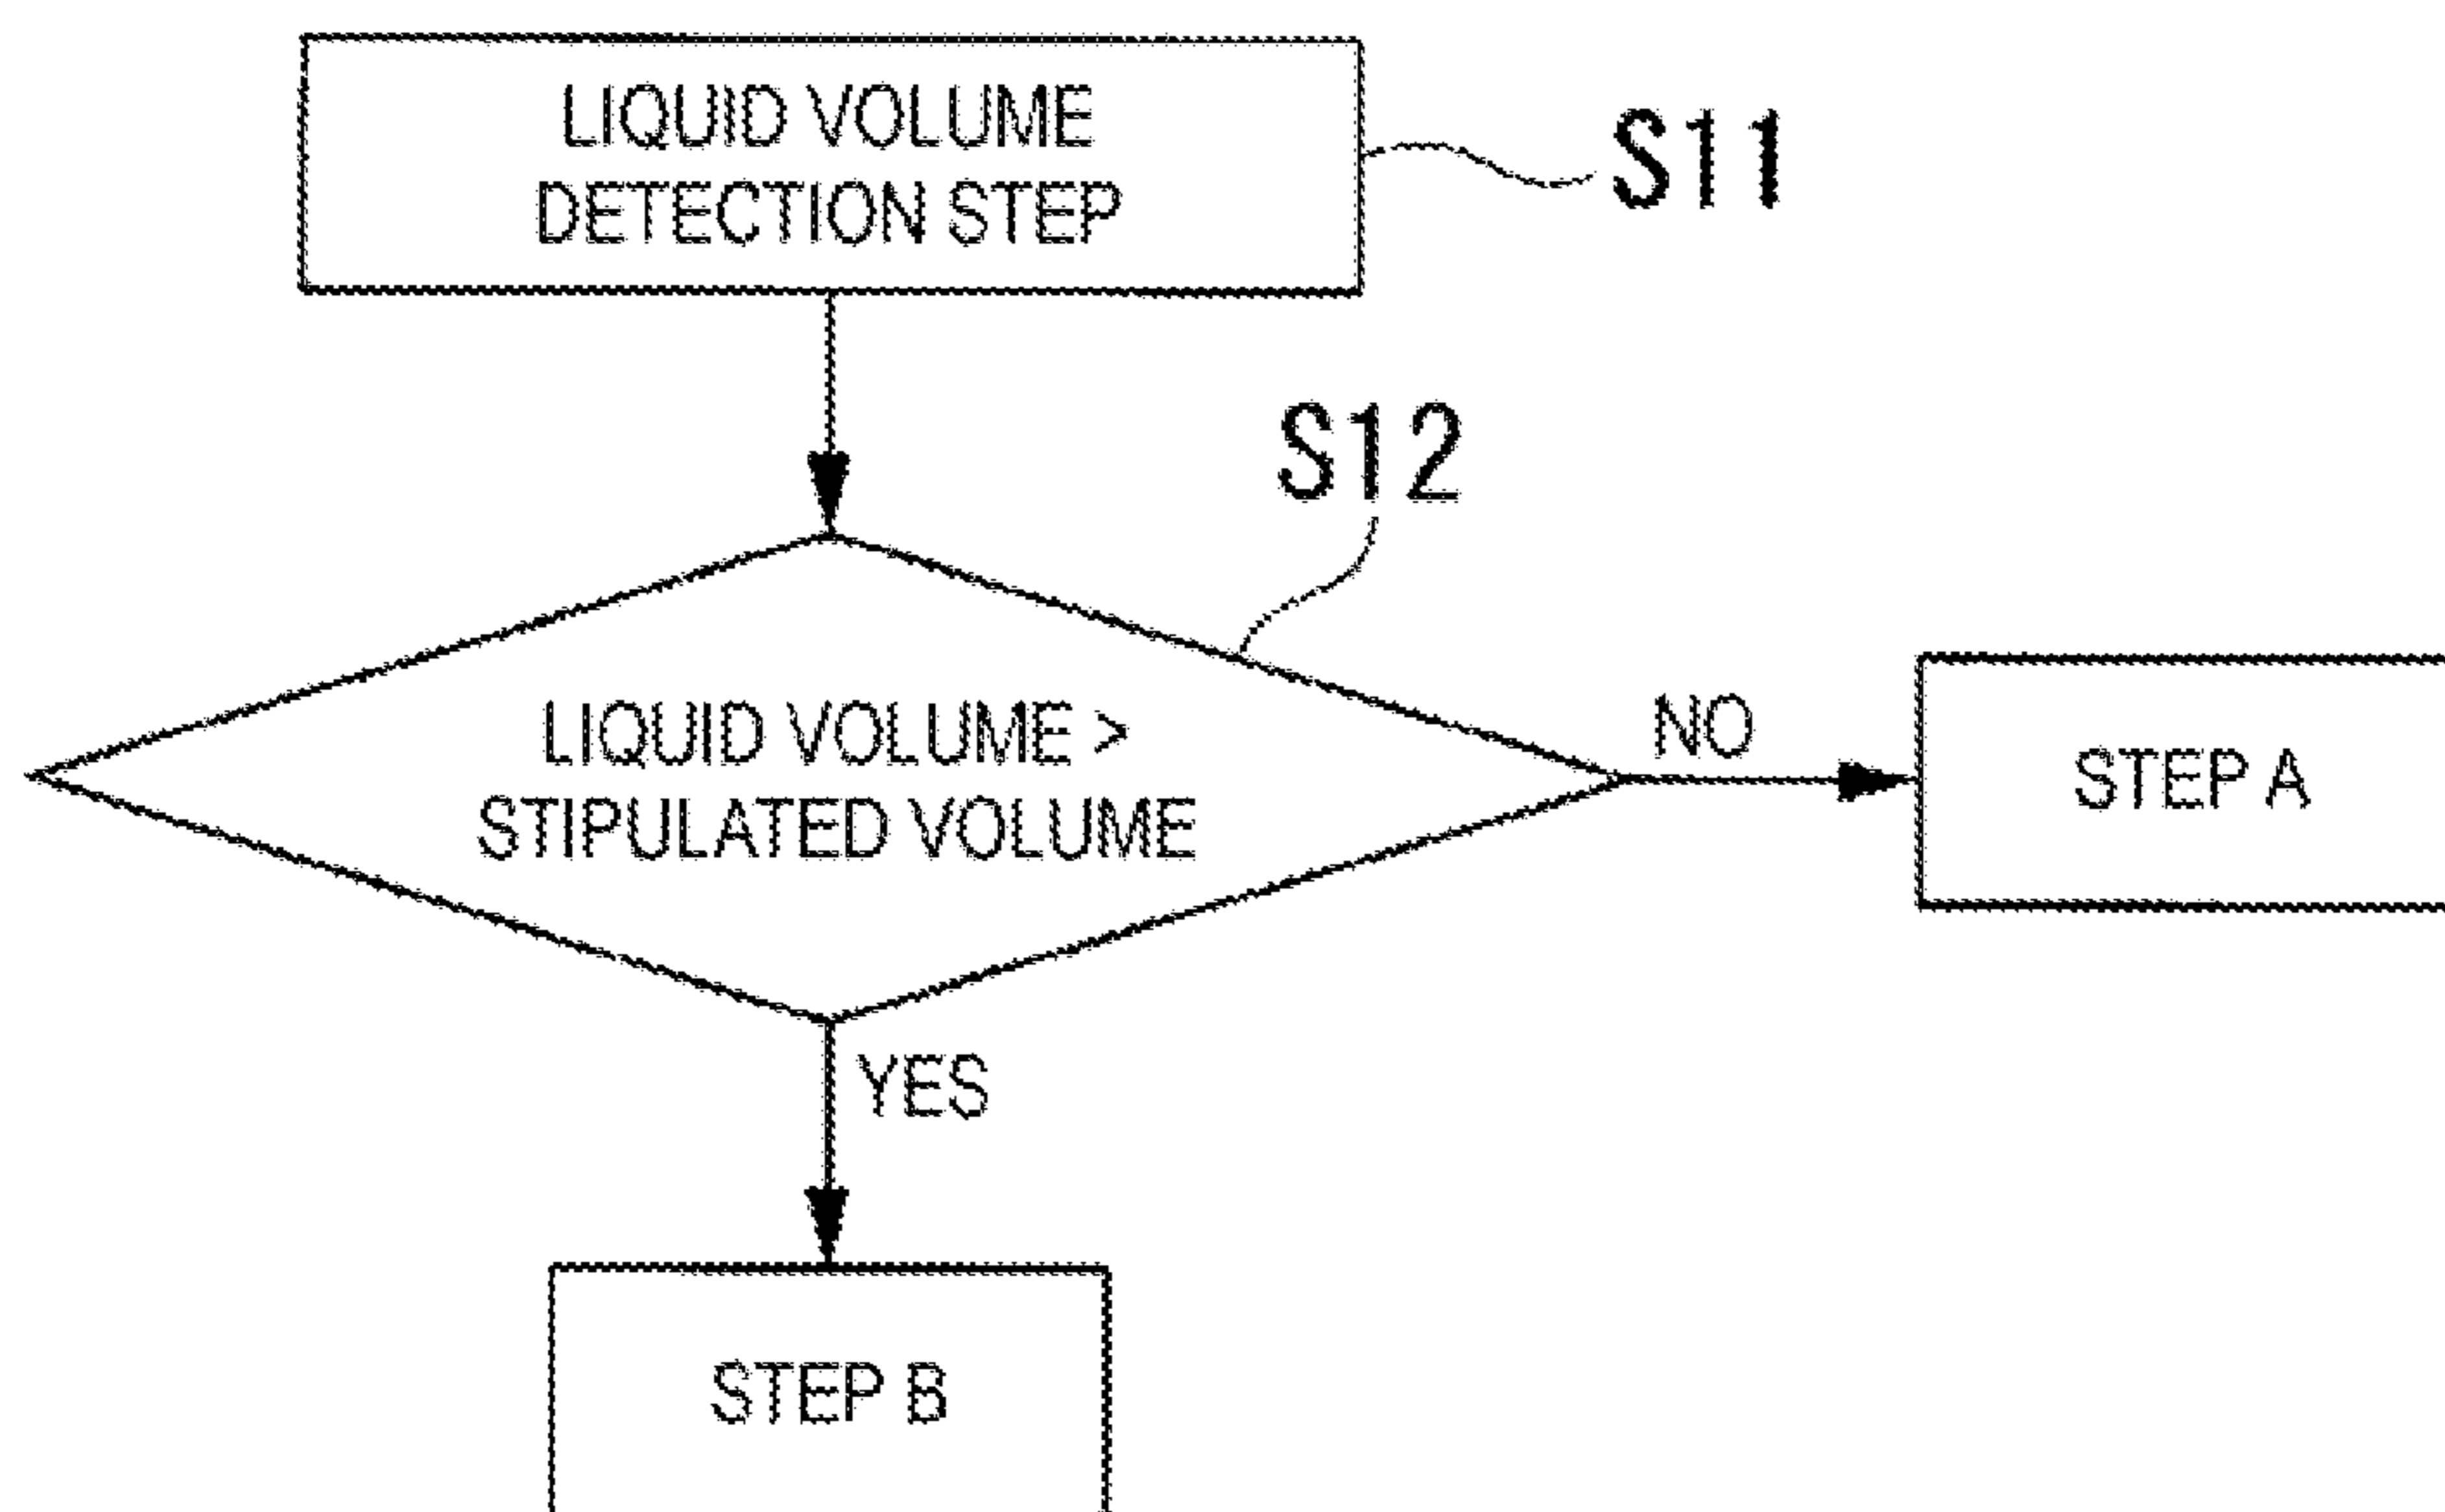 LIQUID VOLUME
DETECTION STEP
S11
S12
LIQUID VOLUME >
STIPULATED VOLUME
NO
STEP A
YES
STEP B